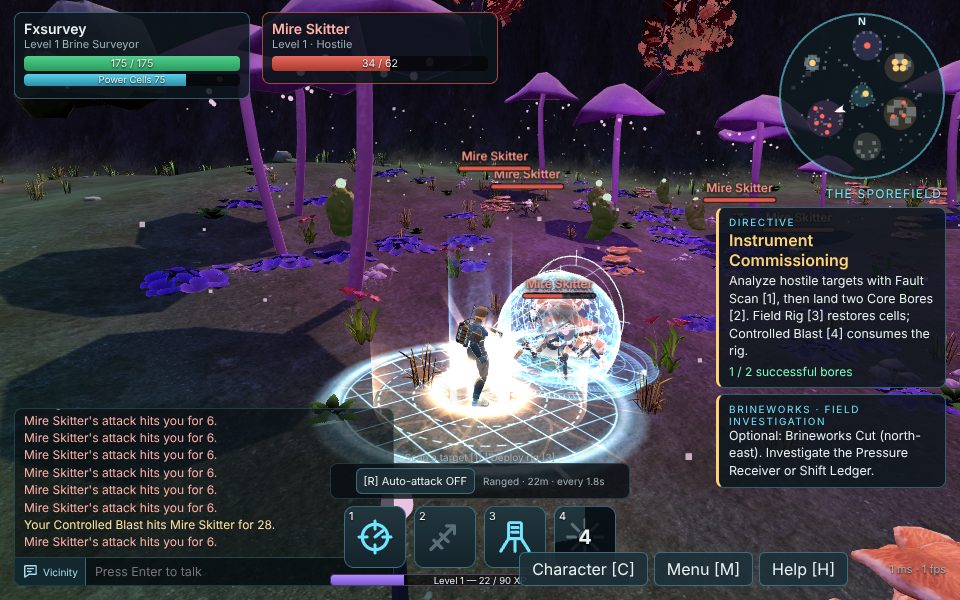 Fxsurvey
Level 1 Brine Surveyor
175 / 175
Power Cells 75
Mire Skitter
Level 1 · Hostile
34 / 62
N
THE SPOREFIELD
Mire Skitter
Mire Skitter
Mire Skitter
Mire Skitter
Mire Skitter
DIRECTIVE
Instrument
Commissioning
Analyze hostile targets with Fault
Scan [1], then land two Core Bores
[2]. Field Rig [3] restores cells;
Controlled Blast [4] consumes the
rig.
1 / 2 successful bores
BRINEWORKS · FIELD
INVESTIGATION
Optional: Brineworks Cut (north-
east). Investigate the Pressure
Receiver or Shift Ledger.
Mire Skitter's attack hits you for 6.
Mire Skitter's attack hits you for 6.
Mire Skitter's attack hits you for 6.
Mire Skitter's attack hits you for 6.
Mire Skitter's attack hits you for 6.
Mire Skitter's attack hits you for 6.
Your Controlled Blast hits Mire Skitter for 28.
Mire Skitter's attack hits you for 6.
Vicinity
Press Enter to talk
[R] Auto-attack OFF
Ranged · 22m · every 1.8s
1
2
3
4
4
Level 1 — 22 / 90 X
Character [C]
Menu [M]
Help [H]
1 ms · 1 fps